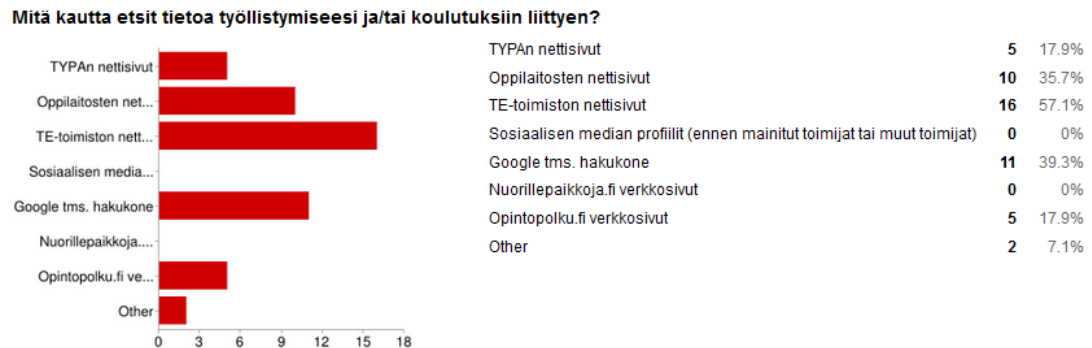 Mitä kautta etsit tietoa työllistymiseesi ja/tai koulutuksiin liittyen?
TYPAn nettisivut
Oppilaitosten net...
TE-toimiston nett...
Sosiaalisen media...
Google tms. hakukone
Nuorillepaikkoja....
Opintopolku.fi ve...
Other
0 3 6 9 12 15 18
TYPAn nettisivut 5 17.9%
Oppilaitosten nettisivut 10 35.7%
TE-toimiston nettisivut 16 57.1%
Sosiaalisen median profiilit (ennen mainitut toimijat tai muut toimijat) 0 0%
Google tms. hakukone 11 39.3%
Nuorillepaikkoja.fi verkkosivut 0 0%
Opintopolku.fi verkkosivut 5 17.9%
Other 2 7.1%